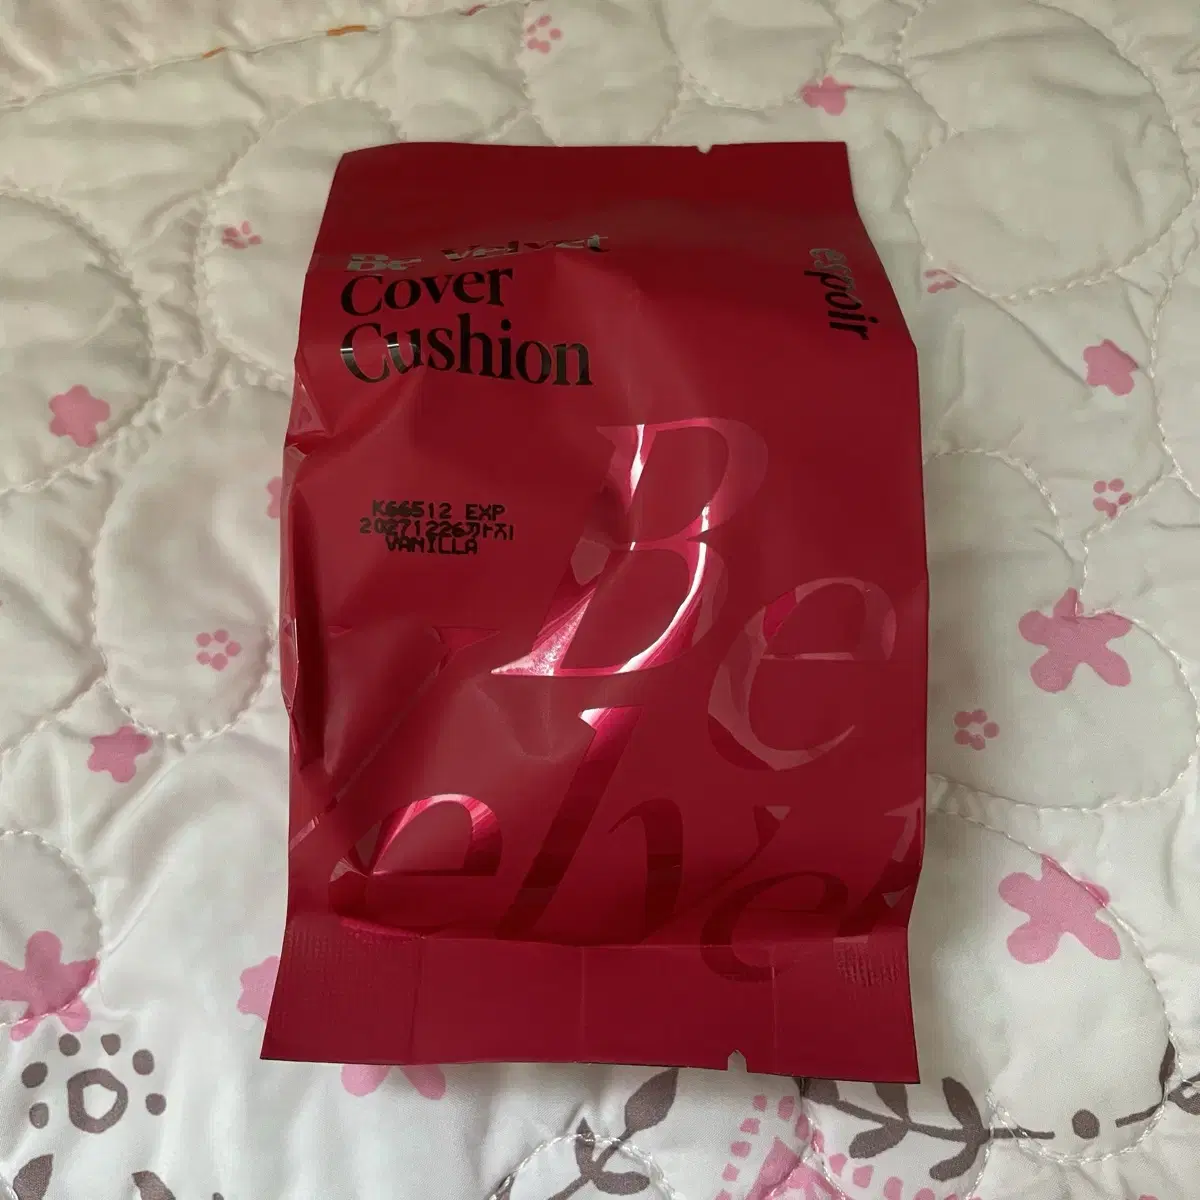 Be Velvet
Cover
Cushion
espoir
K66512 EXP
20271226까지
VANILLA
Be
Velvet